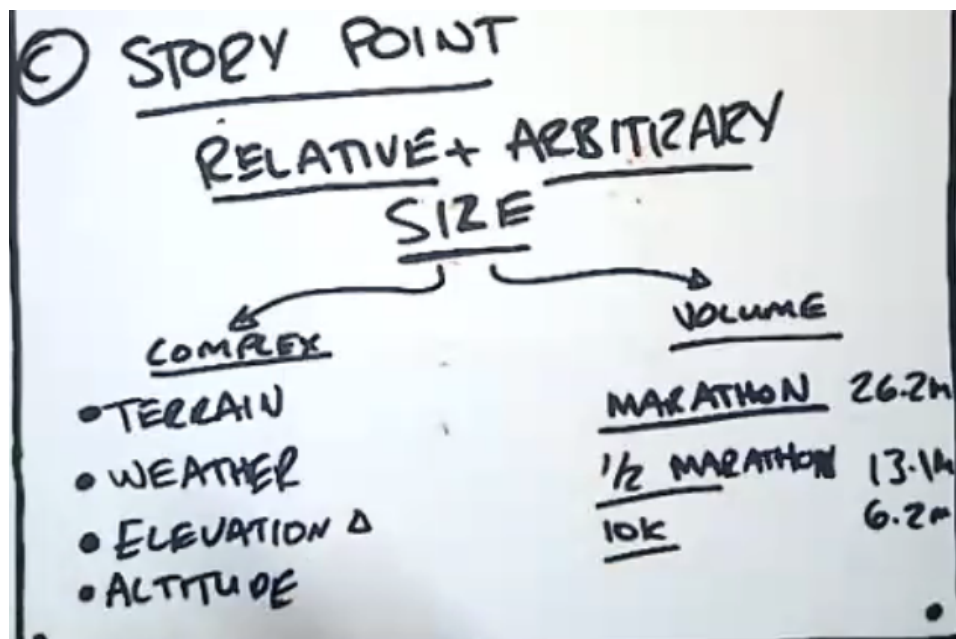 © STORY POINT
RELATIVE + ARBITIRARY
SIZE
COMPLEX
• TERRAIN
• WEATHER
• ELEVATION Δ
• ALTITUDE
VOLUME
MARATHON 26.2m
1/2 MARATHON 13.1m
10K 6.2m